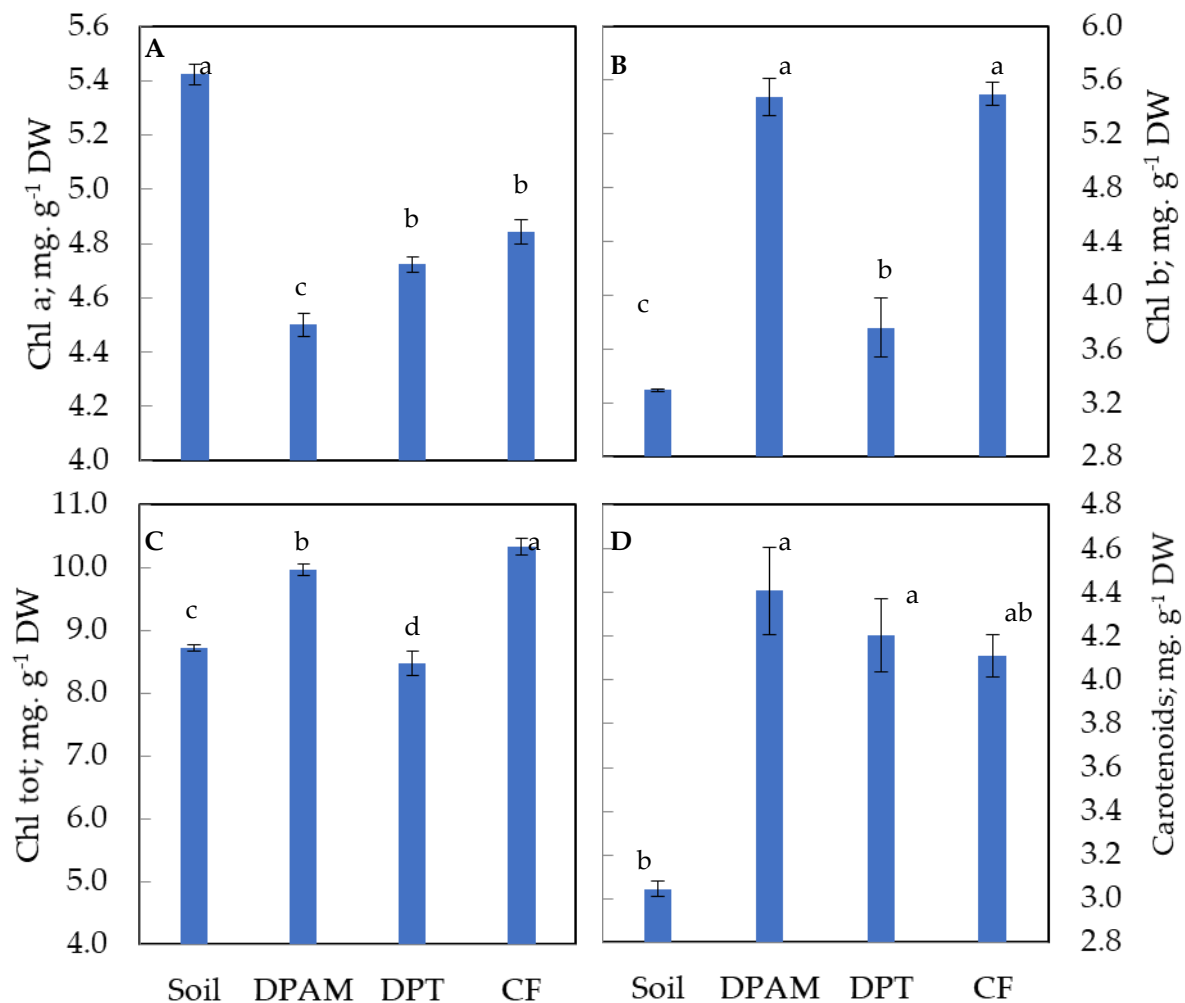 A
Chl a; mg. g-1 DW
5.6
5.4
5.2
5.0
4.8
4.6
4.4
4.2
4.0
a
c
b
b
B
Chl b; mg. g-1 DW
6.0
5.6
5.2
4.8
4.4
4.0
3.6
3.2
2.8
c
a
b
a
C
Chl tot; mg. g-1 DW
11.0
10.0
9.0
8.0
7.0
6.0
5.0
4.0
c
b
d
a
Soil DPAM DPT CF
D
Carotenoids; mg. g-1 DW
4.8
4.6
4.4
4.2
4.0
3.8
3.6
3.4
3.2
3.0
2.8
b
a
a
ab
Soil DPAM DPT CF